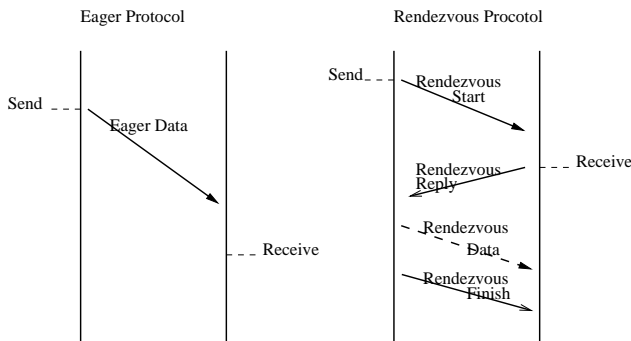 Eager Protocol
Send
Eager Data
Receive
Rendezvous Procotol
Send
Rendezvous
Start
Receive
Rendezvous
Reply
Rendezvous
Data
Rendezvous
Finish